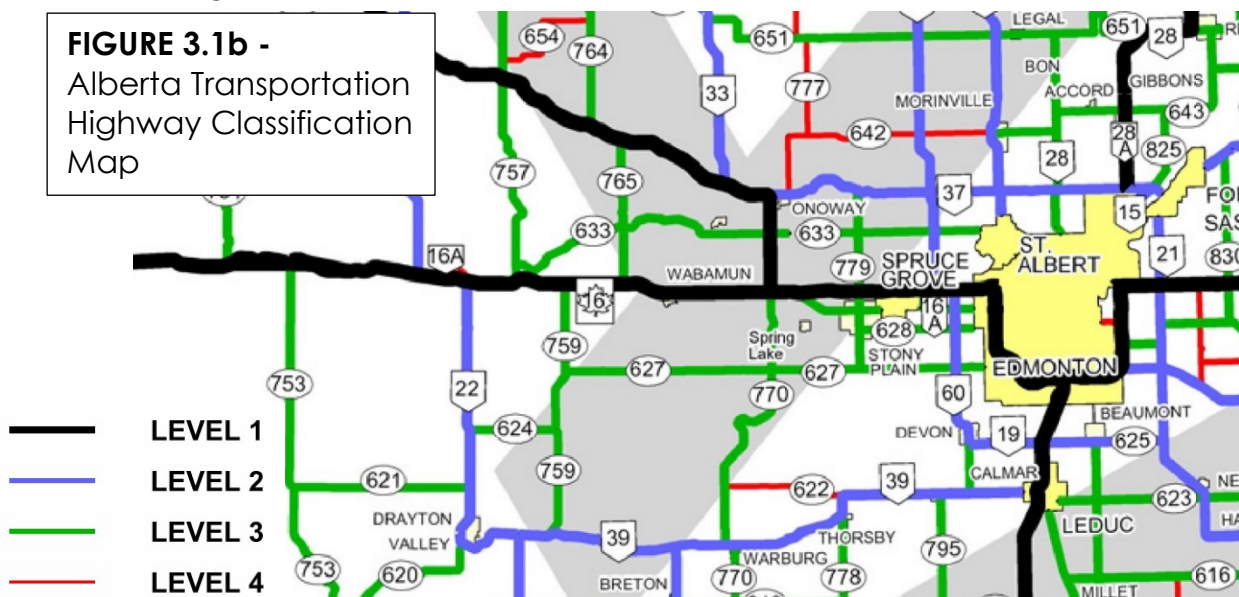 FIGURE 3.1b -
Alberta Transportation
Highway Classification
Map
654
764
651
LEGAL
651
28
33
777
BON
ACCORD
GIBBONS
MORINVILLE
643
642
28
A
825
28
757
765
37
ONOWAY
15
633
633
ST.
ALBERT
21
16A
WABAMUN
779
SPRUCE
GROVE
830
16
16
A
628
Spring
Lake
STONY
PLAIN
759
627
627
EDMONTON
753
22
770
60
BEAUMONT
624
DEVON
19
625
LEVEL 1
759
CALMAR
LEVEL 2
621
622
39
623
DRAYTON
VALLEY
LEDUC
LEVEL 3
39
THORSBY
WARBURG
795
753
620
BRETON
770
778
616
LEVEL 4
MILLET